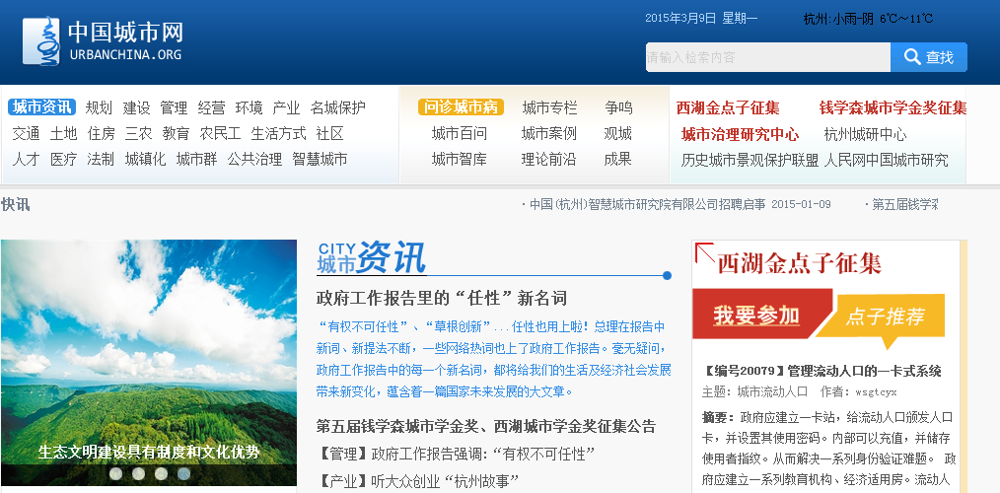 中国城市网
URBANCHINA.ORG
2015年3月9日 星期一
杭州:小雨-阴 6℃～11℃
请输入检索内容
查找
城市资讯 规划 建设 管理 经营 环境 产业 名城保护
交通 土地 住房 三农 教育 农民工 生活方式 社区
人才 医疗 法制 城镇化 城市群 公共治理 智慧城市
问诊城市病 城市专栏 争鸣
城市百问 城市案例 观城
城市智库 理论前沿 成果
西湖金点子征集 钱学森城市学金奖征集
城市治理研究中心 杭州城研中心
历史城市景观保护联盟 人民网中国城市研究
快讯
· 中国(杭州)智慧城市研究院有限公司招聘启事 2015-01-09
· 第五届钱学
生态文明建设具有制度和文化优势
CITY
城市资讯
政府工作报告里的“任性”新名词
“有权不可任性”、“草根创新”...任性也用上啦！总理在报告中
新词、新提法不断，一些网络热词也上了政府工作报告。毫无疑问，
政府工作报告中的每一个新名词，都将给我们的生活及经济社会发展
带来新变化，蕴含着一篇国家未来发展的大文章。
第五届钱学森城市学金奖、西湖城市学金奖征集公告
【管理】政府工作报告强调:“有权不可任性”
【产业】听大众创业“杭州故事”
西湖金点子征集
我要参加
点子推荐
【编号20079】管理流动人口的一卡式系统
主题: 城市流动人口 作者: wsgtcyx
摘要: 政府应建立一卡站，给流动人口颁发人口
卡，并设置其使用密码。内部可以充值，并储存
使用者指纹。从而解决一系列身份验证难题。 政
府应建立一系列教育机构、经济适用房。流动人